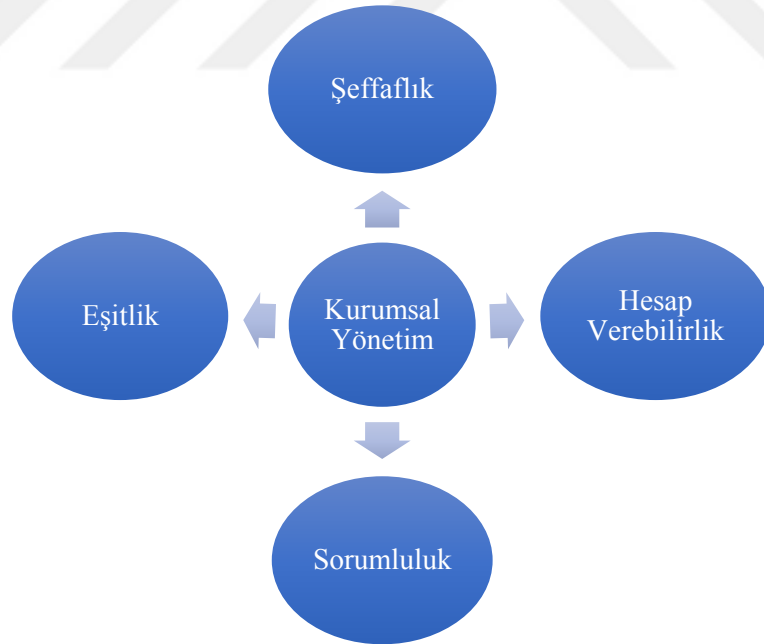 Şeffaflık
Eşitlik
Kurumsal
Yönetim
Hesap
Verebilirlik
Sorumluluk